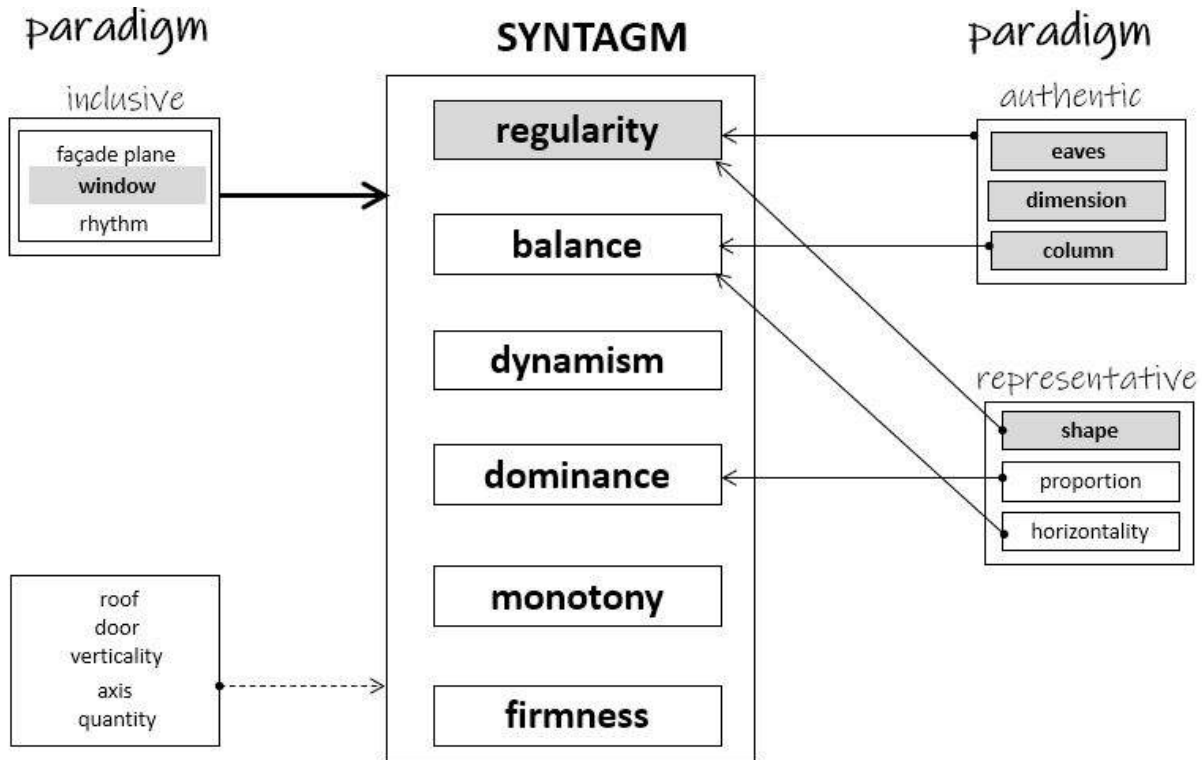 paradigm
inclusive
façade plane
window
rhythm
roof
door
verticality
axis
quantity
SYNTAGM
regularity
balance
dynamism
dominance
monotony
firmness
paradigm
authentic
eaves
dimension
column
representative
shape
proportion
horizontality